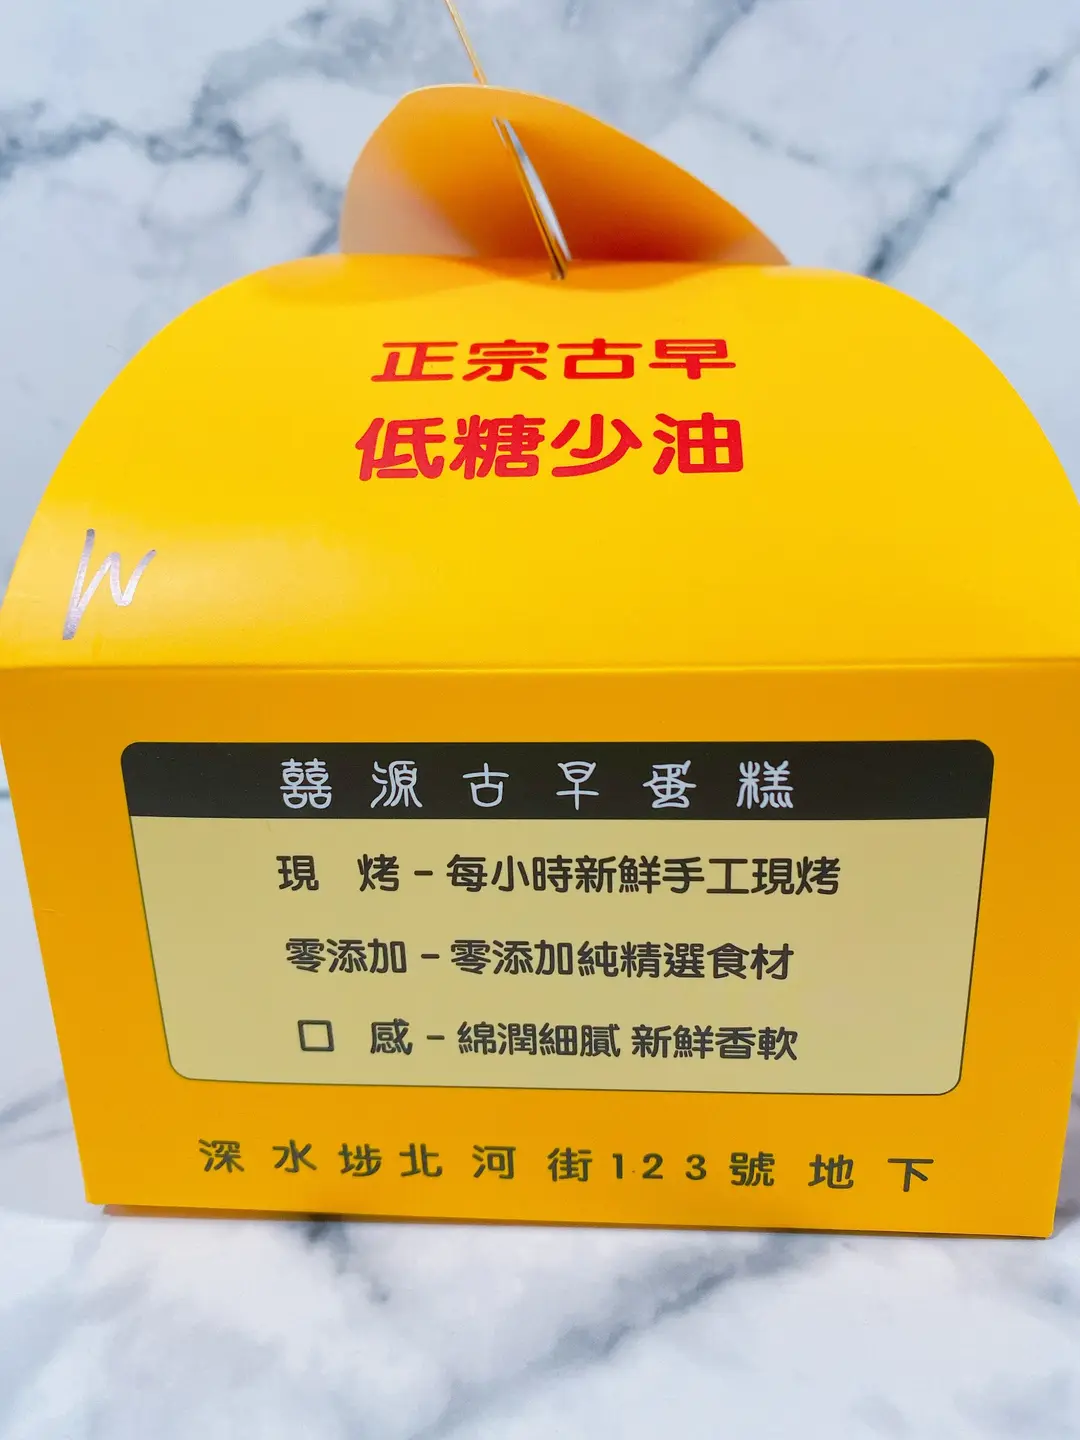 正宗古早
低糖少油
W
囍源古早蛋糕
現 烤-每小時新鮮手工現烤
零添加-零添加純精選食材
口 感-綿潤細膩 新鮮香軟
深水埗北河街123號地下